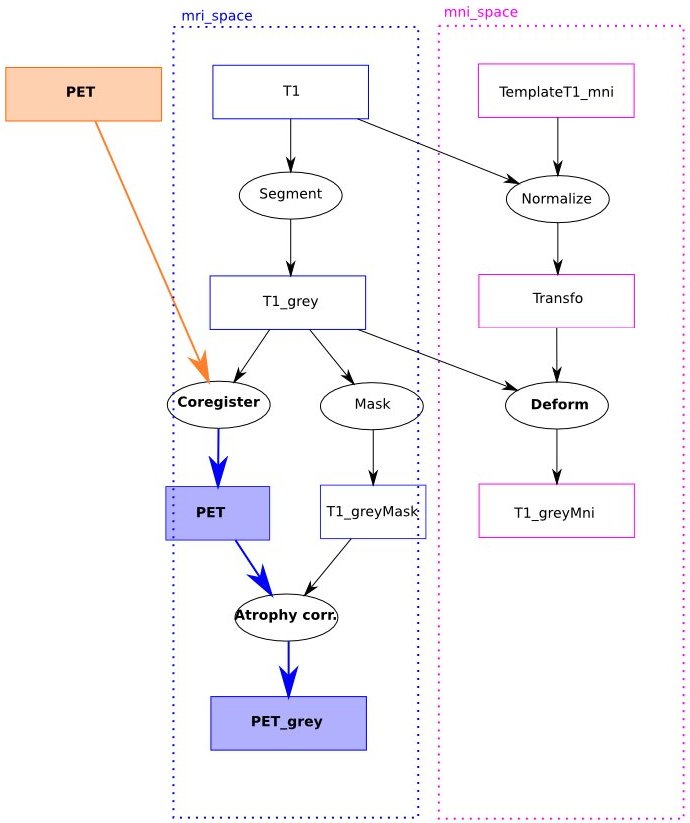 mri_space
mni_space
PET
T1
TemplateT1_mni
Segment
Normalize
T1_grey
Transfo
Coregister
Mask
Deform
PET
T1_greyMask
T1_greyMni
Atrophy corr.
PET_grey